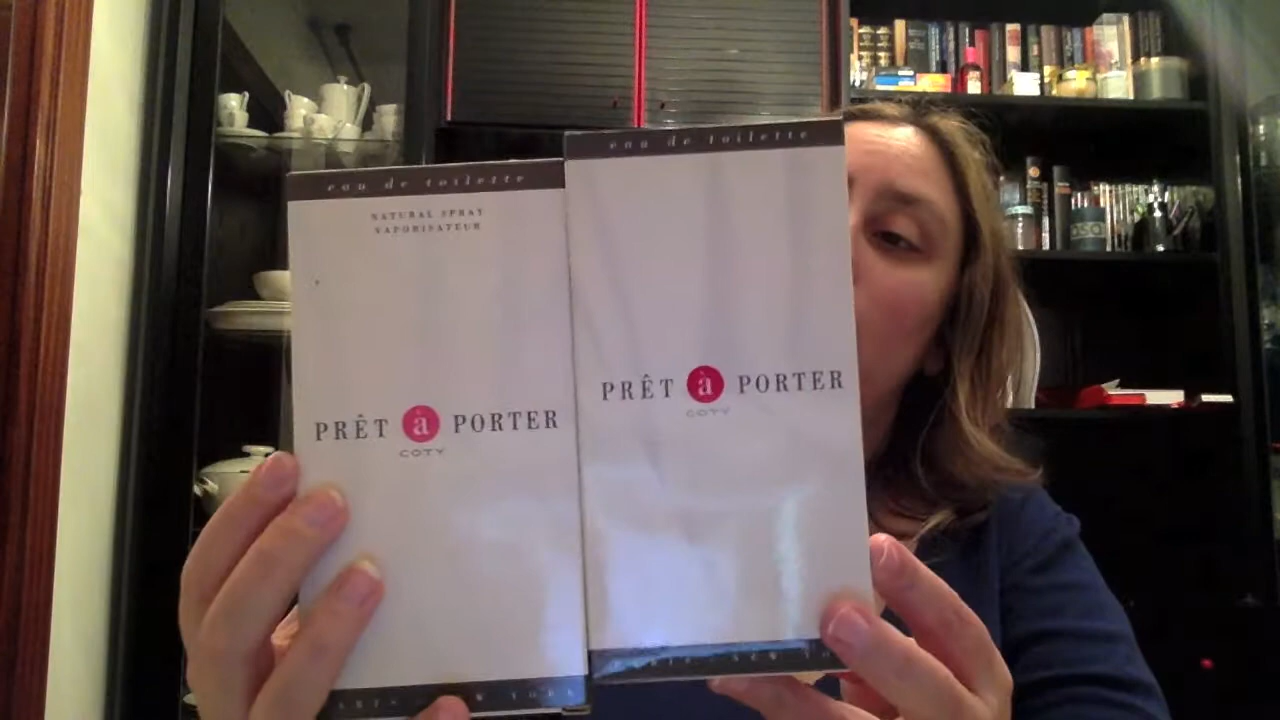 eau de toilette
NATURAL SPRAY
VAPORISATEUR
PRÊT à PORTER
COTY
eau de toilette
PRÊT à PORTER
COTY